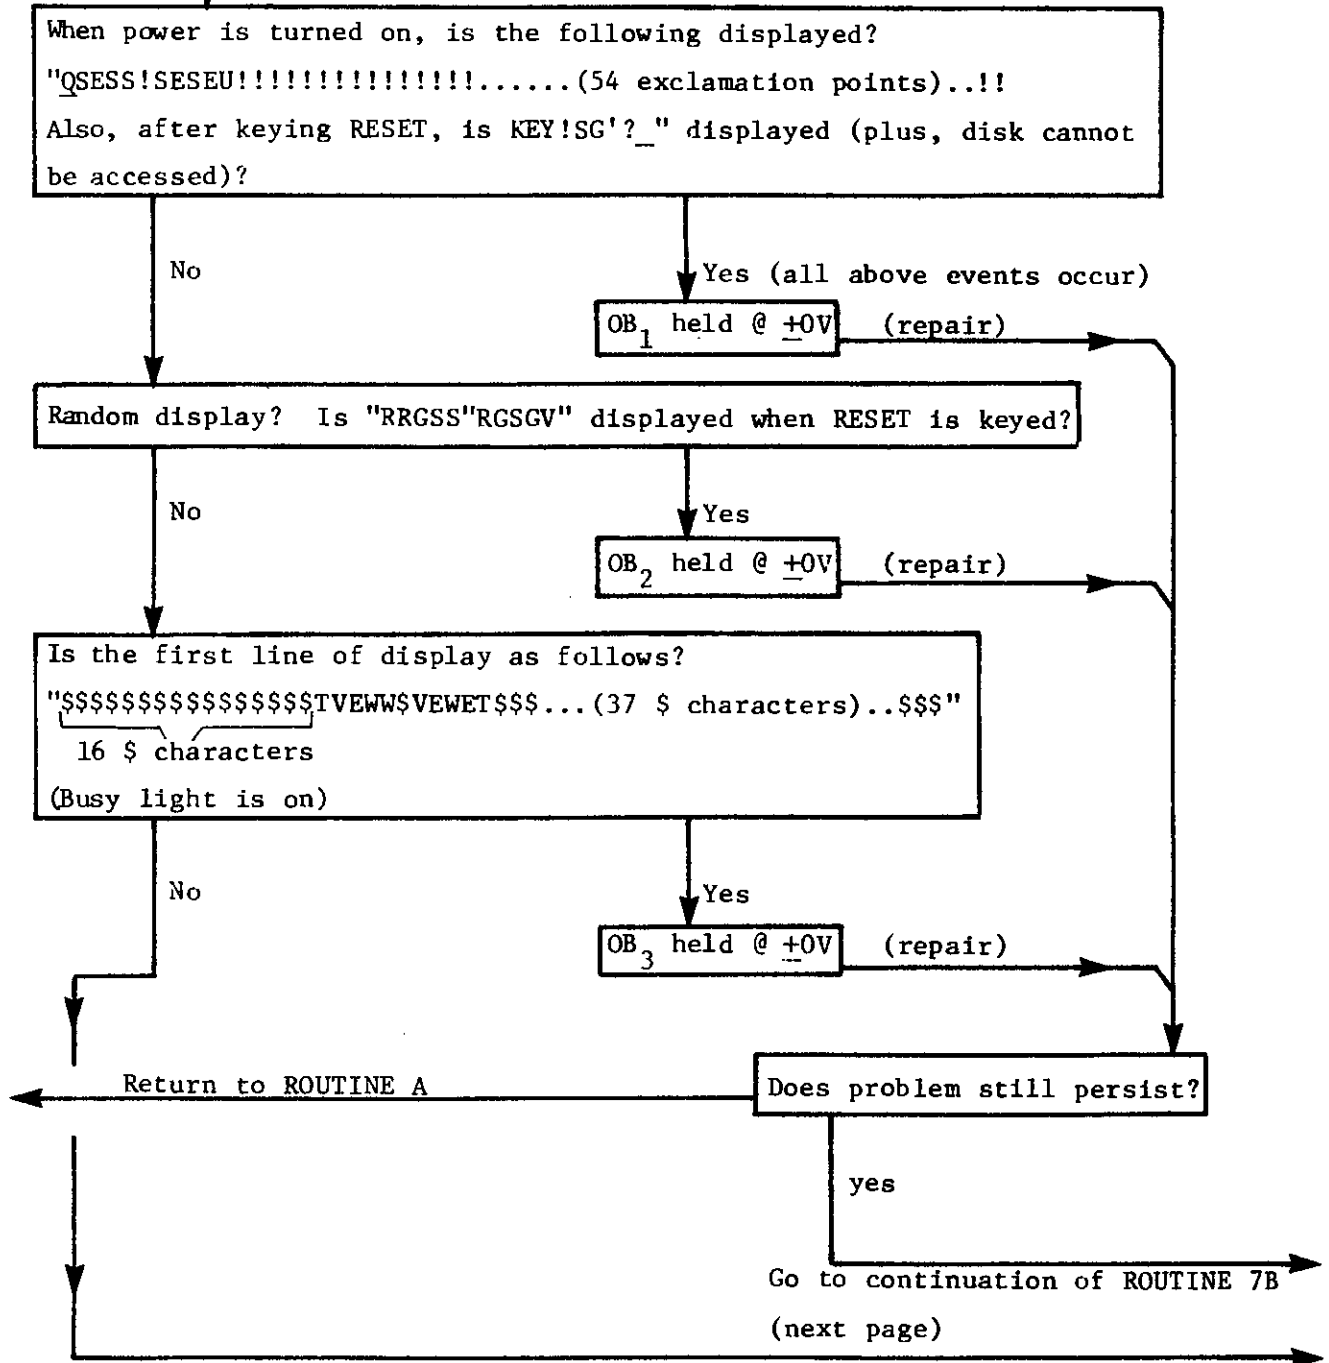 When power is turned on, is the following displayed?
"QSESS!SESEU!!!!!!!!!!!!!!!!......(54 exclamation points)..!!
Also, after keying RESET, is KEY!SG'?_" displayed (plus, disk cannot
be accessed)?
No
Yes (all above events occur)
OB1 held @ ±0V
(repair)
Random display? Is "RRGSS"RGSGV" displayed when RESET is keyed?
No
Yes
OB2 held @ ±0V
(repair)
Is the first line of display as follows?
"$$$$$$$$$$$$$$$$TVEWW$VEWET$$$...(37 $ characters)..$$$"
16 $ characters
(Busy light is on)
No
Yes
OB3 held @ ±0V
(repair)
Return to ROUTINE A
Does problem still persist?
yes
Go to continuation of ROUTINE 7B
(next page)